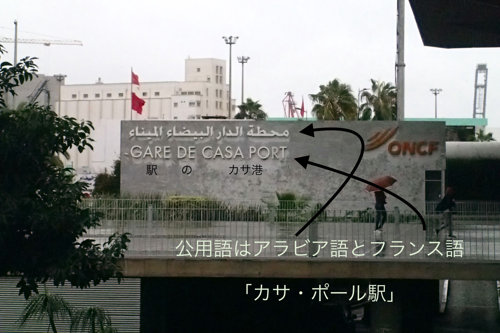 محطة الدار البيضاء الميناء
GARE DE CASA PORT
駅 の カサ港
ONCF
公用語はアラビア語とフランス語
「カサ・ポール駅」